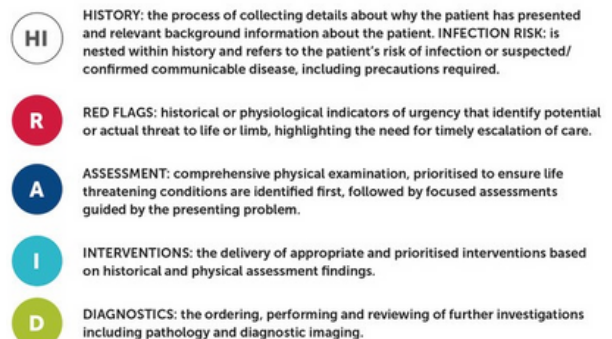 HI
HISTORY: the process of collecting details about why the patient has presented
and relevant background information about the patient. INFECTION RISK: is
nested within history and refers to the patient's risk of infection or suspected/
confirmed communicable disease, including precautions required.
R
RED FLAGS: historical or physiological indicators of urgency that identify potential
or actual threat to life or limb, highlighting the need for timely escalation of care.
A
ASSESSMENT: comprehensive physical examination, prioritised to ensure life
threatening conditions are identified first, followed by focused assessments
guided by the presenting problem.
I
INTERVENTIONS: the delivery of appropriate and prioritised interventions based
on historical and physical assessment findings.
D
DIAGNOSTICS: the ordering, performing and reviewing of further investigations
including pathology and diagnostic imaging.